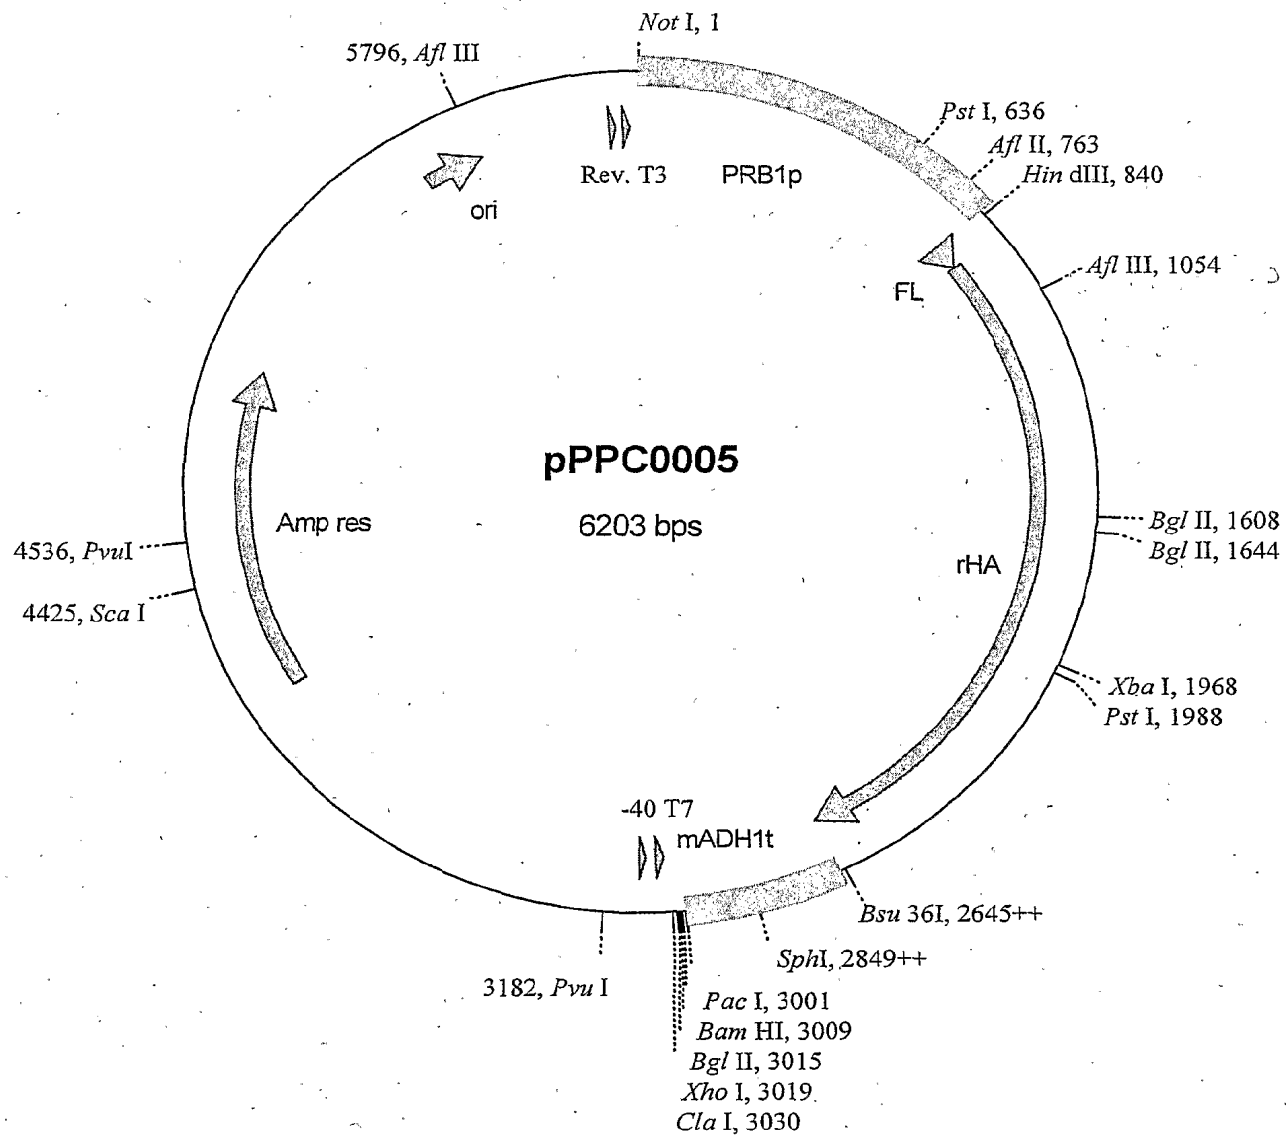 Not I, 1
5796, Afl III
Pst I, 636
Afl II, 763
Hin dIII, 840
Rev. T3
PRB1p
ori
Afl III, 1054
FL
pPPC0005
6203 bps
Amp res
Bgl II, 1608
Bgl II, 1644
4536, PvuI
rHA
4425, Sca I
Xba I, 1968
Pst I, 1988
-40 T7
mADH1t
Bsu 36I, 2645++
SphI, 2849++
3182, Pvu I
Pac I, 3001
Bam HI, 3009
Bgl II, 3015
Xho I, 3019
Cla I, 3030